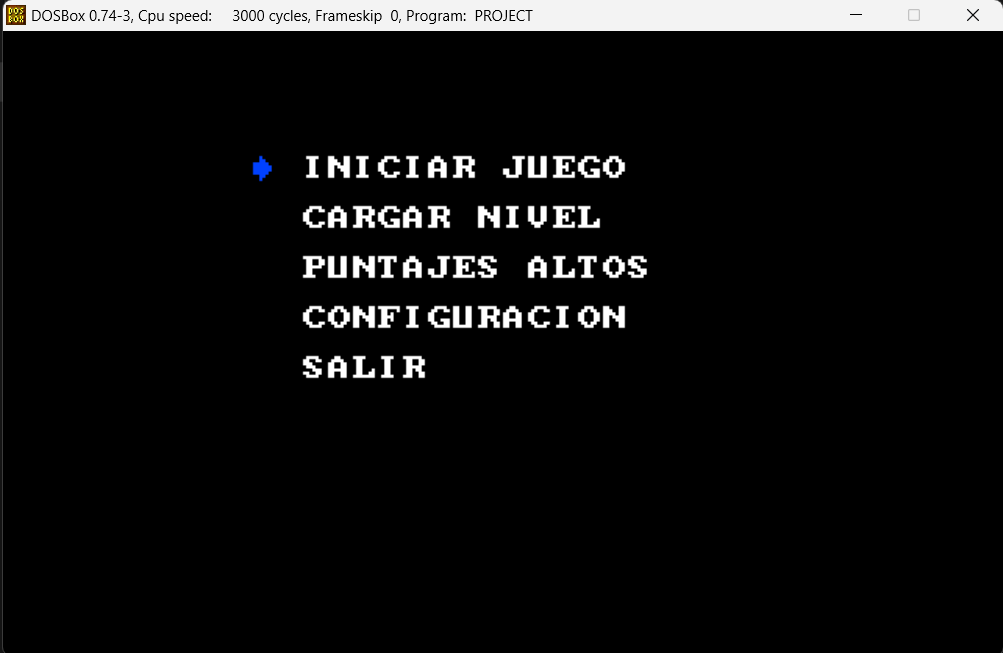 DOSBox 0.74-3, Cpu speed: 3000 cycles, Frameskip 0, Program: PROJECT
INICIAR JUEGO
CARGAR NIVEL
PUNTAJES ALTOS
CONFIGURACION
SALIR